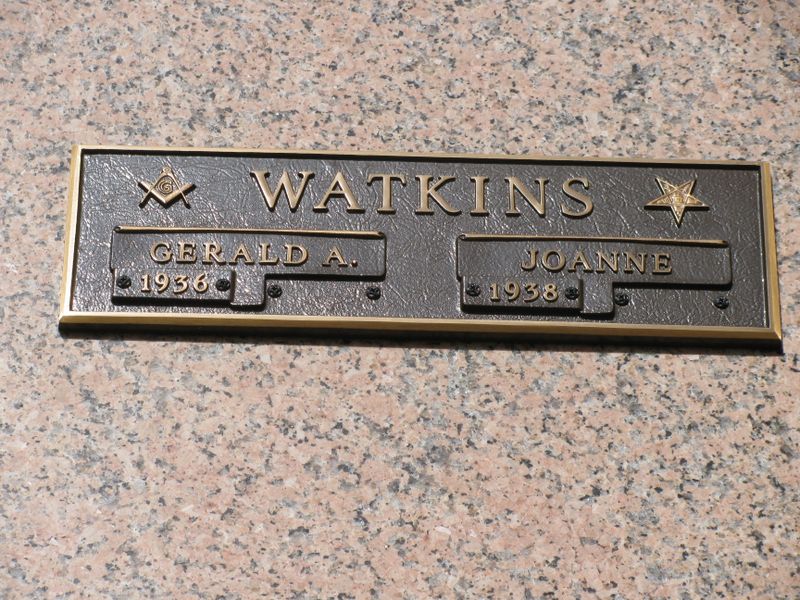 WATKINS
GERALD A. JOANNE
1936 1938
G